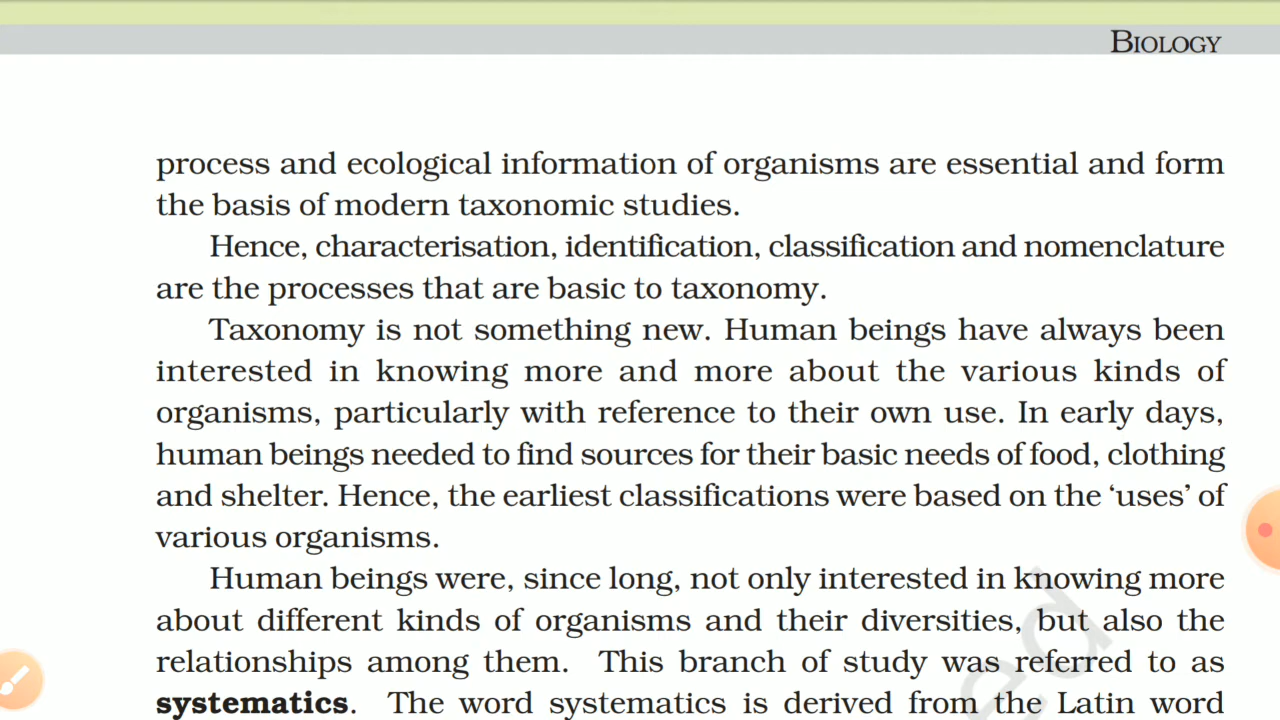 BIOLOGY
process and ecological information of organisms are essential and form
the basis of modern taxonomic studies.
Hence, characterisation, identification, classification and nomenclature
are the processes that are basic to taxonomy.
Taxonomy is not something new. Human beings have always been
interested in knowing more and more about the various kinds of
organisms, particularly with reference to their own use. In early days,
human beings needed to find sources for their basic needs of food, clothing
and shelter. Hence, the earliest classifications were based on the ‘uses’ of
various organisms.
Human beings were, since long, not only interested in knowing more
about different kinds of organisms and their diversities, but also the
relationships among them. This branch of study was referred to as
systematics. The word systematics is derived from the Latin word
ed